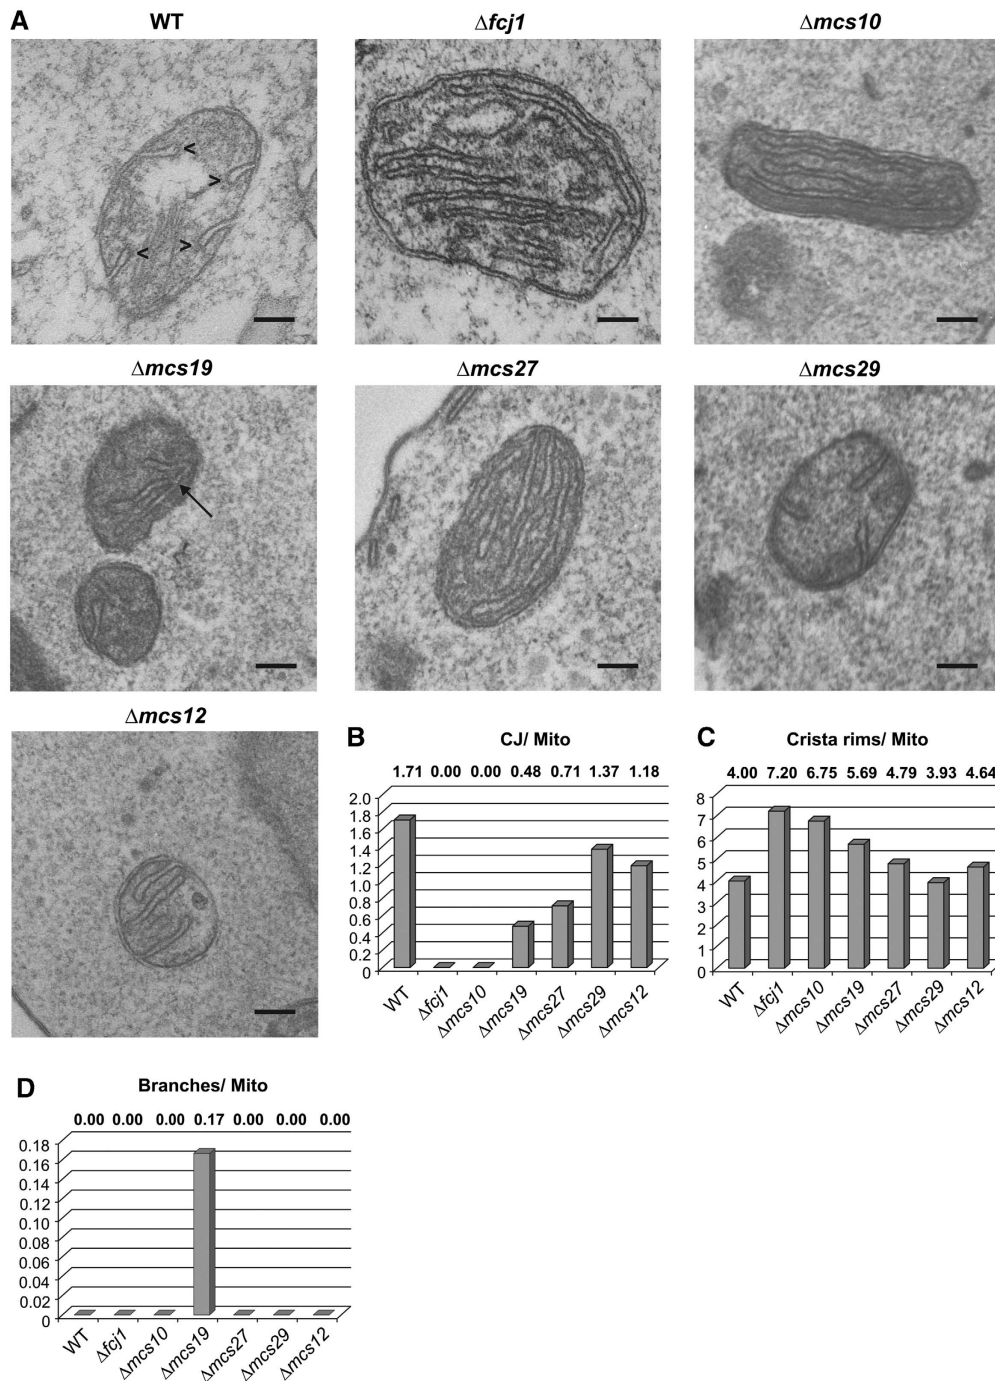 A
WT
Δfcj1
Δmcs10
Δmcs19
Δmcs27
Δmcs29
Δmcs12
B
CJ/ Mito
1.71 0.00 0.00 0.48 0.71 1.37 1.18
2.0
1.8
1.6
1.4
1.2
1.0
0.8
0.6
0.4
0.2
0
WT Δfcj1 Δmcs10 Δmcs19 Δmcs27 Δmcs29 Δmcs12
C
Crista rims/ Mito
4.00 7.20 6.75 5.69 4.79 3.93 4.64
8
7
6
5
4
3
2
1
0
WT Δfcj1 Δmcs10 Δmcs19 Δmcs27 Δmcs29 Δmcs12
D
Branches/ Mito
0.00 0.00 0.00 0.17 0.00 0.00 0.00
0.18
0.16
0.14
0.12
0.10
0.08
0.06
0.04
0.02
0
WT Δfcj1 Δmcs10 Δmcs19 Δmcs27 Δmcs29 Δmcs12